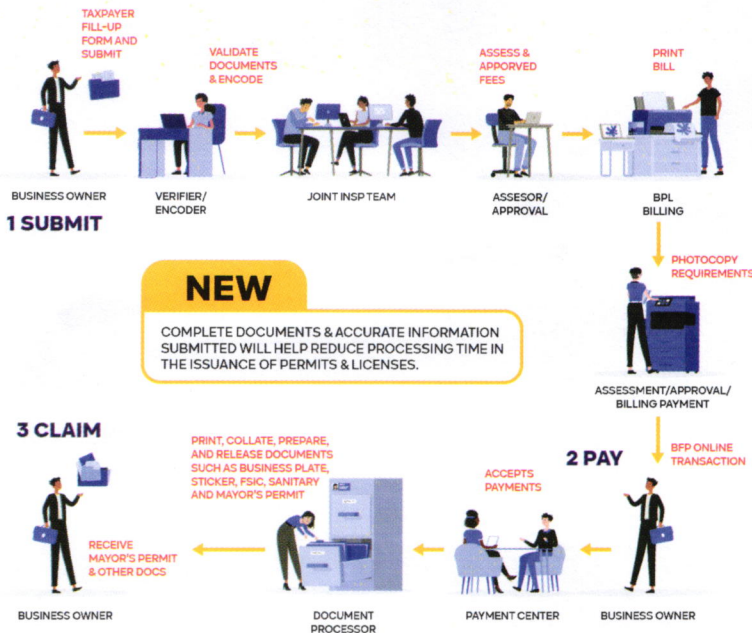 TAXPAYER
FILL-UP
FORM AND
SUBMIT
VALIDATE
DOCUMENTS
& ENCODE
ASSESS &
APPORVED
FEES
PRINT
BILL
BUSINESS OWNER
VERIFIER/
ENCODER
JOINT INSP TEAM
ASSESOR/
APPROVAL
BPL
BILLING
1 SUBMIT
PHOTOCOPY
REQUIREMENTS
NEW
COMPLETE DOCUMENTS & ACCURATE INFORMATION
SUBMITTED WILL HELP REDUCE PROCESSING TIME IN
THE ISSUANCE OF PERMITS & LICENSES.
ASSESSMENT/APPROVAL/
BILLING PAYMENT
BFP ONLINE
TRANSACTION
2 PAY
ACCEPTS
PAYMENTS
PRINT, COLLATE, PREPARE,
AND RELEASE DOCUMENTS
SUCH AS BUSINESS PLATE,
STICKER, FSIC, SANITARY
AND MAYOR'S PERMIT
3 CLAIM
RECEIVE
MAYOR'S PERMIT
& OTHER DOCS
BUSINESS OWNER
DOCUMENT
PROCESSOR
PAYMENT CENTER
BUSINESS OWNER